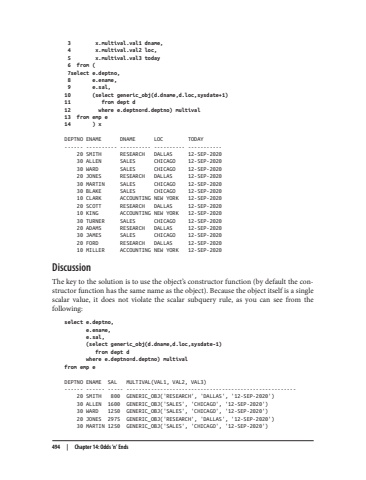 3 x.multival.val1 dname,
4 x.multival.val2 loc,
5 x.multival.val3 today
6 from (
7select e.deptno,
8 e.ename,
9 e.sal,
10 (select generic_obj(d.dname,d.loc,sysdate+1)
11 from dept d
12 where e.deptno=d.deptno) multival
13 from emp e
14 ) x
DEPTNO ENAME DNAME LOC TODAY
------ ---------- ---------- ---------- -----------
20 SMITH RESEARCH DALLAS 12-SEP-2020
30 ALLEN SALES CHICAGO 12-SEP-2020
30 WARD SALES CHICAGO 12-SEP-2020
20 JONES RESEARCH DALLAS 12-SEP-2020
30 MARTIN SALES CHICAGO 12-SEP-2020
30 BLAKE SALES CHICAGO 12-SEP-2020
10 CLARK ACCOUNTING NEW YORK 12-SEP-2020
20 SCOTT RESEARCH DALLAS 12-SEP-2020
10 KING ACCOUNTING NEW YORK 12-SEP-2020
30 TURNER SALES CHICAGO 12-SEP-2020
20 ADAMS RESEARCH DALLAS 12-SEP-2020
30 JAMES SALES CHICAGO 12-SEP-2020
20 FORD RESEARCH DALLAS 12-SEP-2020
10 MILLER ACCOUNTING NEW YORK 12-SEP-2020
Discussion
The key to the solution is to use the object's constructor function (by default the con-
structor function has the same name as the object). Because the object itself is a single
scalar value, it does not violate the scalar subquery rule, as you can see from the
following:
select e.deptno,
e.ename,
e.sal,
(select generic_obj(d.dname,d.loc,sysdate-1)
from dept d
where e.deptno=d.deptno) multival
from emp e
DEPTNO ENAME SAL MULTIVAL(VAL1, VAL2, VAL3)
------ ------ ----- -------------------------------------------------------
20 SMITH 800 GENERIC_OBJ('RESEARCH', 'DALLAS', '12-SEP-2020')
30 ALLEN 1600 GENERIC_OBJ('SALES', 'CHICAGO', '12-SEP-2020')
30 WARD 1250 GENERIC_OBJ('SALES', 'CHICAGO', '12-SEP-2020')
20 JONES 2975 GENERIC_OBJ('RESEARCH', 'DALLAS', '12-SEP-2020')
30 MARTIN 1250 GENERIC_OBJ('SALES', 'CHICAGO', '12-SEP-2020')
494 | Chapter 14: Odds 'n' Ends